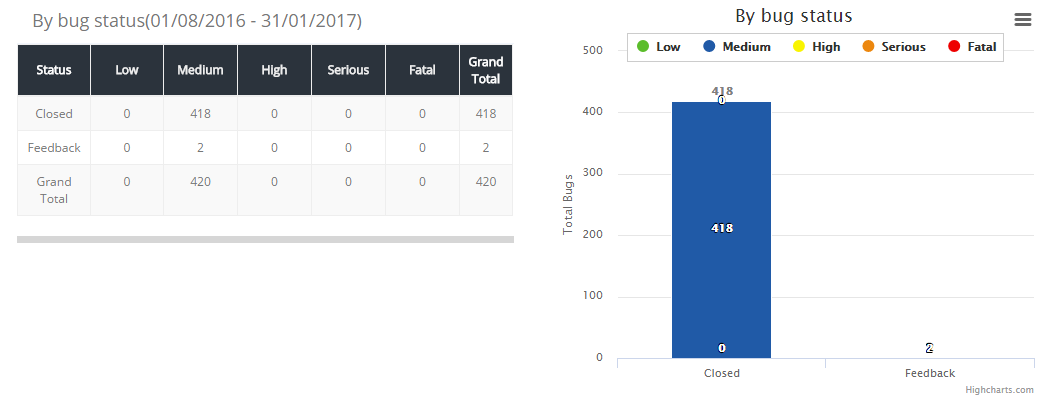 By bug status(01/08/2016 - 31/01/2017)
Status Low Medium High Serious Fatal Grand Total
Closed 0 418 0 0 0 418
Feedback 0 2 0 0 0 2
Grand Total 0 420 0 0 0 420
By bug status
Low Medium High Serious Fatal
Total Bugs
500
400
300
200
100
0
418
0
418
0
2
Closed Feedback
Highcharts.com